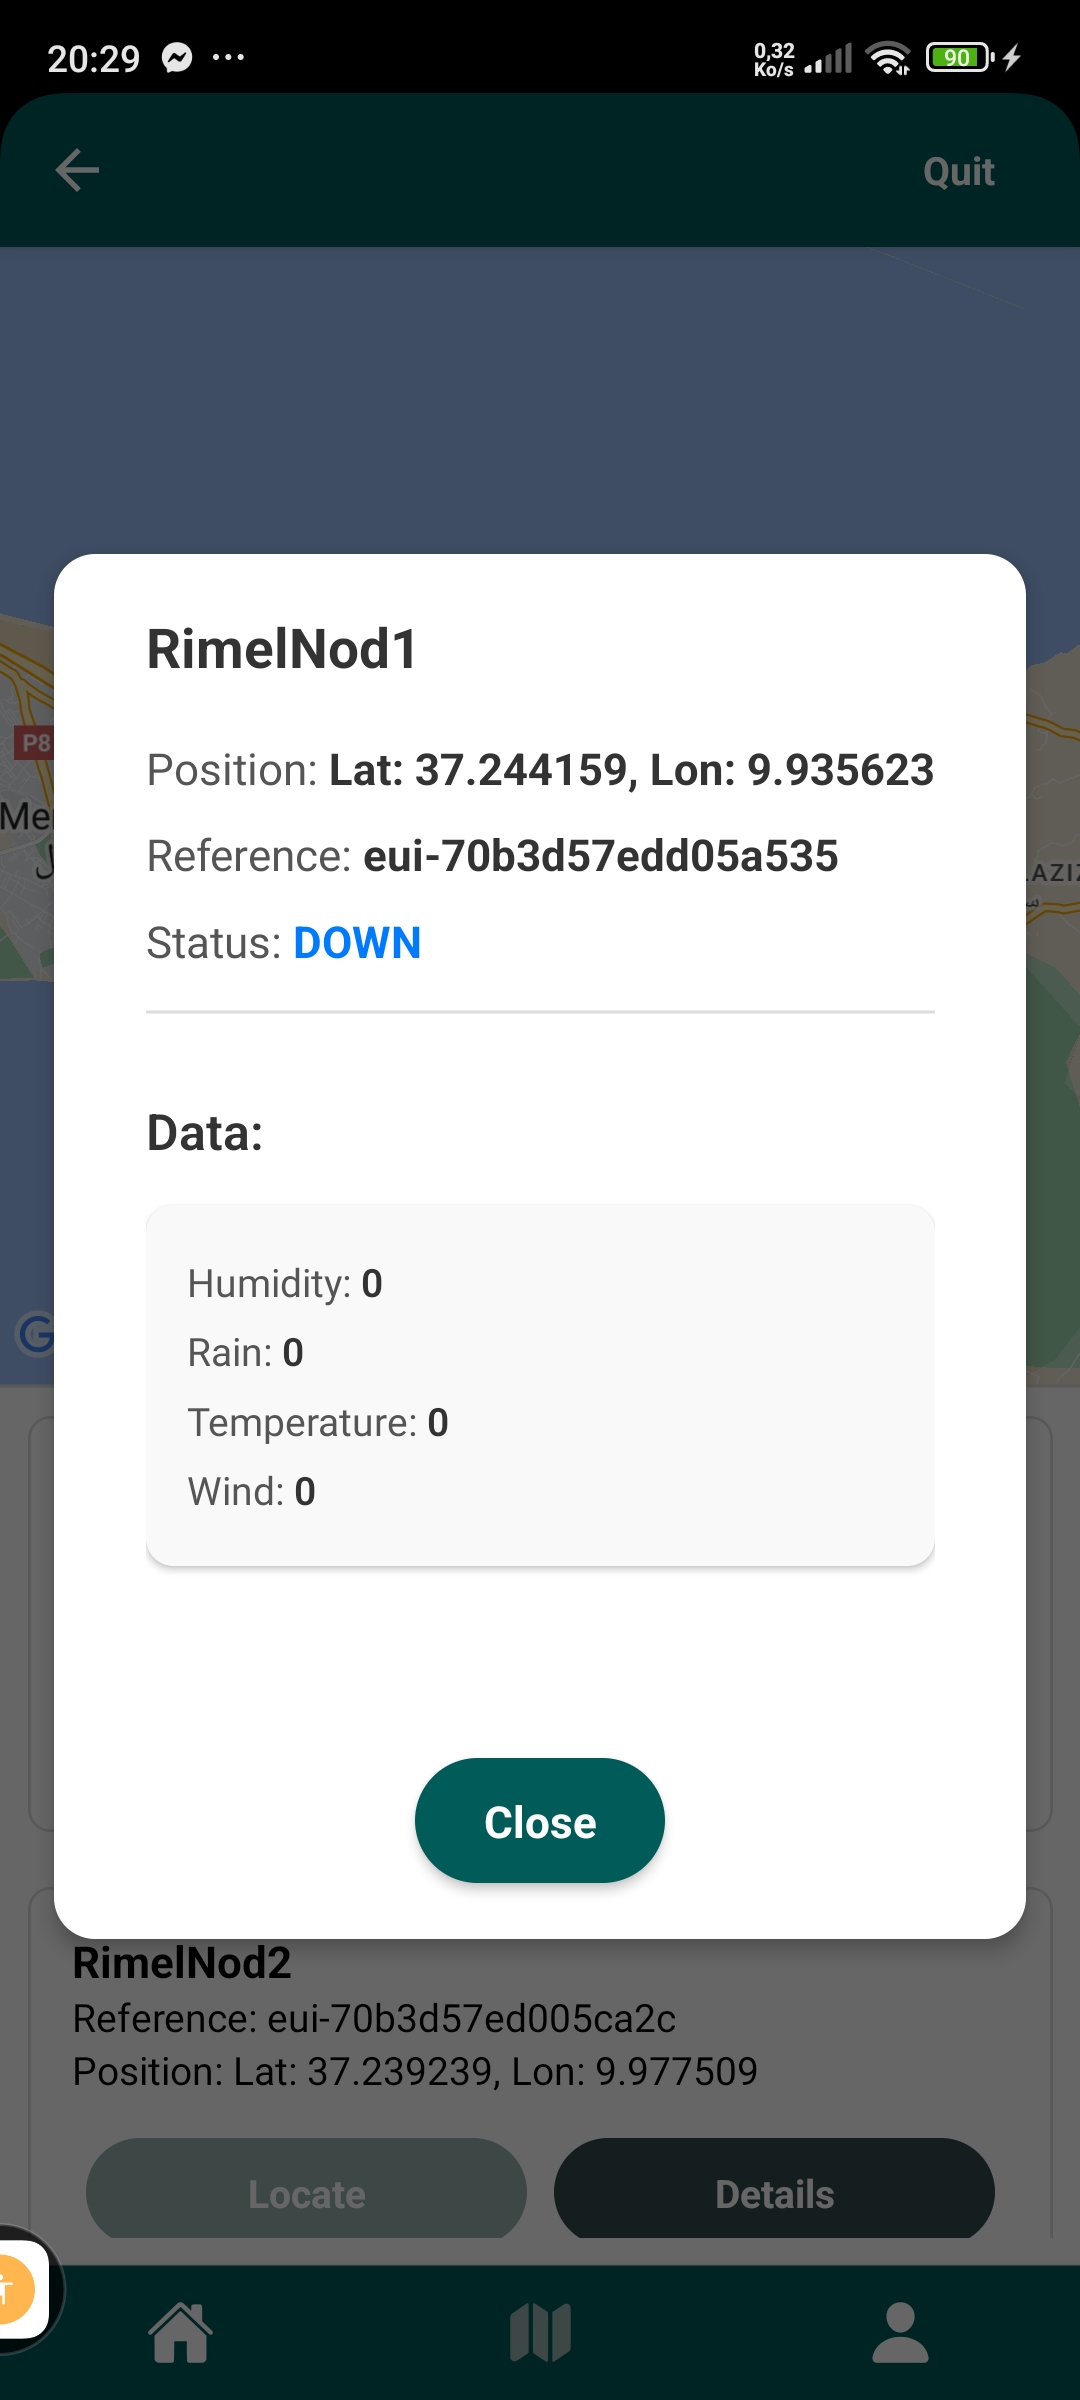 20:29
0,32
Ko/s
90
Quit
RimelNod1
P8
Position: Lat: 37.244159, Lon: 9.935623
Reference: eui-70b3d57edd05a535
Status: DOWN
Data:
Humidity: 0
Rain: 0
Temperature: 0
Wind: 0
Close
RimelNod2
Reference: eui-70b3d57ed005ca2c
Position: Lat: 37.239239, Lon: 9.977509
Locate
Details